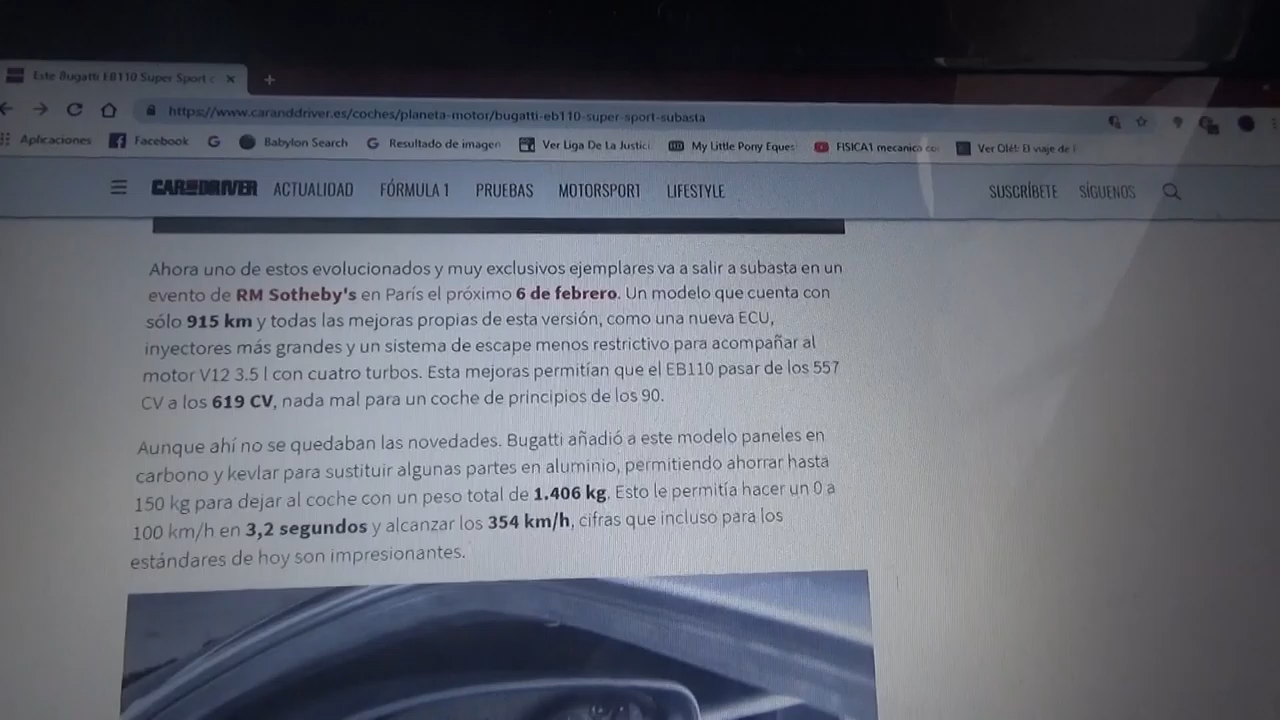 Este Bugatti EB110 Super Sport c
https://www.caranddriver.es/coches/planeta-motor/bugatti-eb110-super-sport-subasta
Aplicaciones Facebook Babylon Search Resultado de imagen Ver Liga De La Justici My Little Pony Eques FISICA1 mecanica co Ver Olé: El viaje de
CAR AND DRIVER ACTUALIDAD FÓRMULA 1 PRUEBAS MOTORSPORT LIFESTYLE SUSCRÍBETE SÍGUENOS
Ahora uno de estos evolucionados y muy exclusivos ejemplares va a salir a subasta en un
evento de RM Sotheby's en París el próximo 6 de febrero. Un modelo que cuenta con
sólo 915 km y todas las mejoras propias de esta versión, como una nueva ECU,
inyectores más grandes y un sistema de escape menos restrictivo para acompañar al
motor V12 3.5 l con cuatro turbos. Esta mejoras permitían que el EB110 pasar de los 557
CV a los 619 CV, nada mal para un coche de principios de los 90.
Aunque ahí no se quedaban las novedades. Bugatti añadió a este modelo paneles en
carbono y kevlar para sustituir algunas partes en aluminio, permitiendo ahorrar hasta
150 kg para dejar al coche con un peso total de 1.406 kg. Esto le permitía hacer un 0 a
100 km/h en 3,2 segundos y alcanzar los 354 km/h, cifras que incluso para los
estándares de hoy son impresionantes.